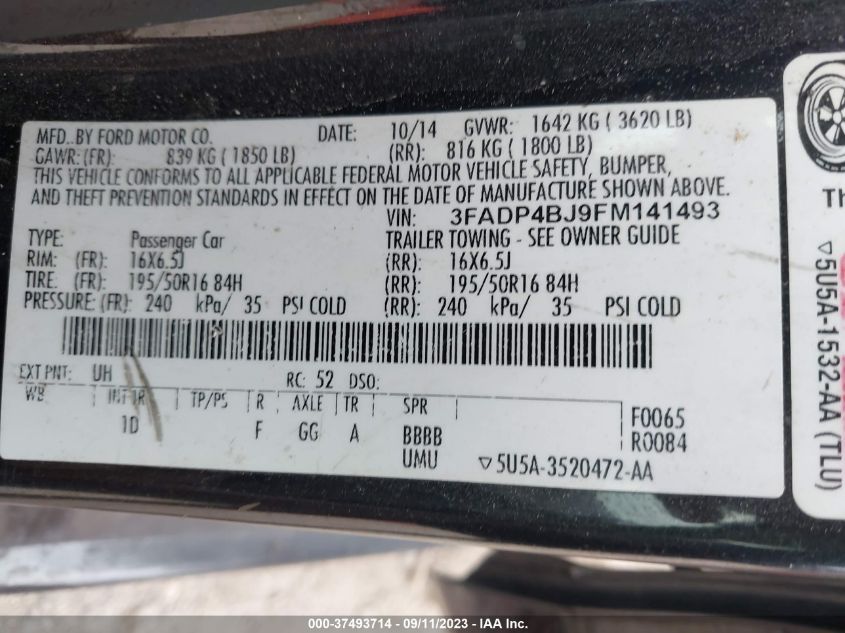 MFD. BY FORD MOTOR CO. DATE: 10/14 GVWR: 1642 KG ( 3620 LB)
GAWR: (FR): 839 KG ( 1850 LB) (RR): 816 KG ( 1800 LB)
THIS VEHICLE CONFORMS TO ALL APPLICABLE FEDERAL MOTOR VEHICLE SAFETY, BUMPER,
AND THEFT PREVENTION STANDARDS IN EFFECT ON THE DATE OF MANUFACTURE SHOWN ABOVE.
VIN: 3FADP4BJ9FM141493
TYPE: Passenger Car TRAILER TOWING - SEE OWNER GUIDE
RIM: (FR): 16X6.5J (RR): 16X6.5J
TIRE: (FR): 195/50R16 84H (RR): 195/50R16 84H
PRESSURE: (FR): 240 kPa/ 35 PSI COLD (RR): 240 kPa/ 35 PSI COLD
EXT PNT: UH RC: 52 DSO:
WB INT TR TP/PS R AXLE TR SPR
1D F GG A BBBB
UMU
F0065
R0084
▽5U5A-3520472-AA
▽5U5A-1532-AA (TLU)
000-37493714 - 09/11/2023 - IAAI Inc.